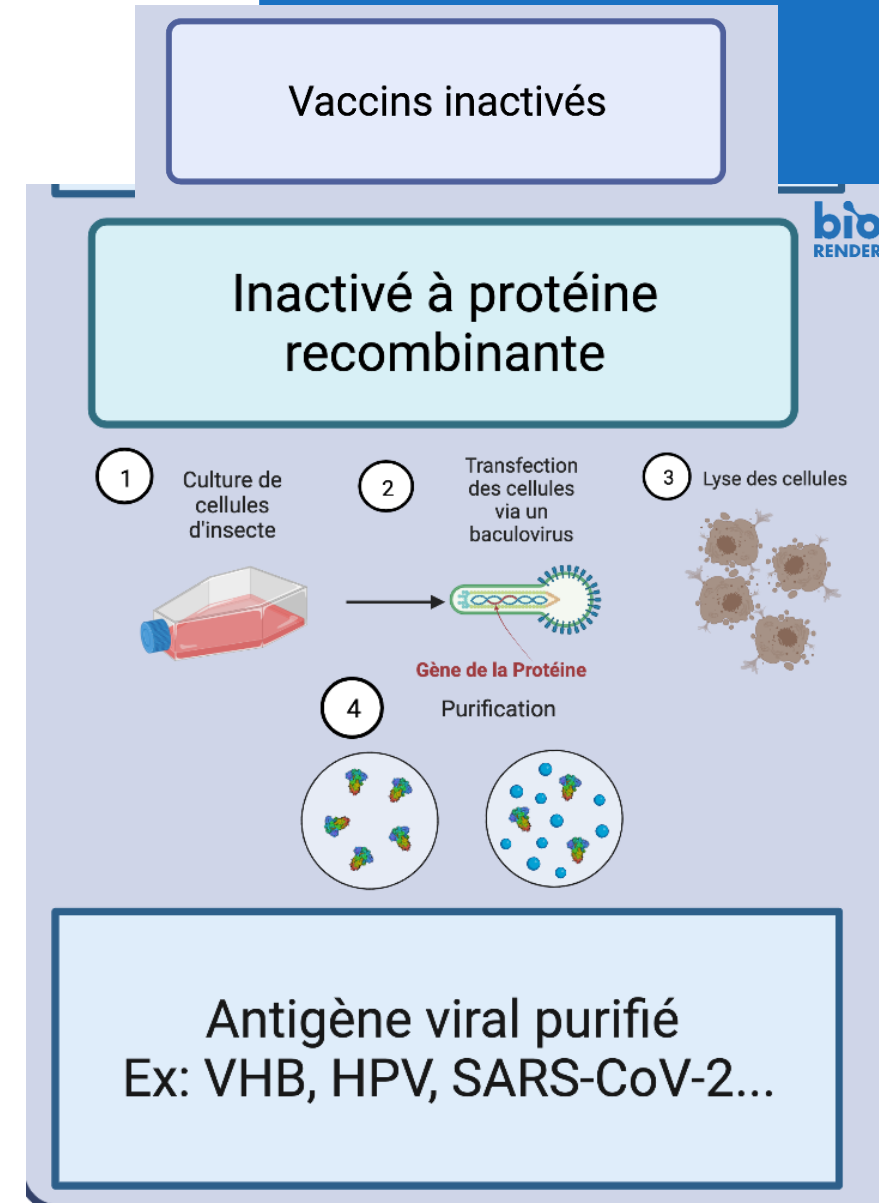 Vaccins inactivés
bio
RENDER
Inactivé à protéine
recombinante
1
Culture de
cellules
d'insecte
2
Transfection
des cellules
via un
baculovirus
3
Lyse des cellules
Gène de la Protéine
4
Purification
Antigène viral purifié
Ex: VHB, HPV, SARS-CoV-2...